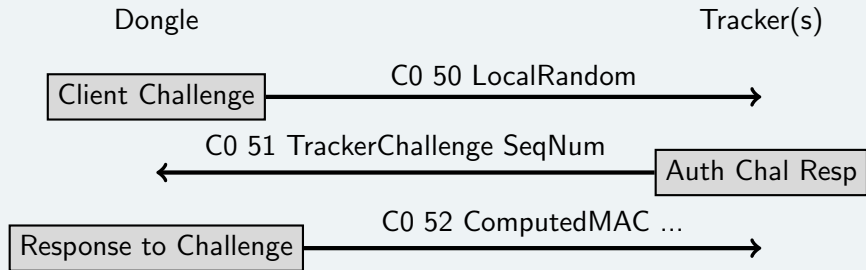 Dongle Tracker(s)
C0 50 LocalRandom
Client Challenge
C0 51 TrackerChallenge SeqNum
Auth Chal Resp
C0 52 ComputedMAC ...
Response to Challenge